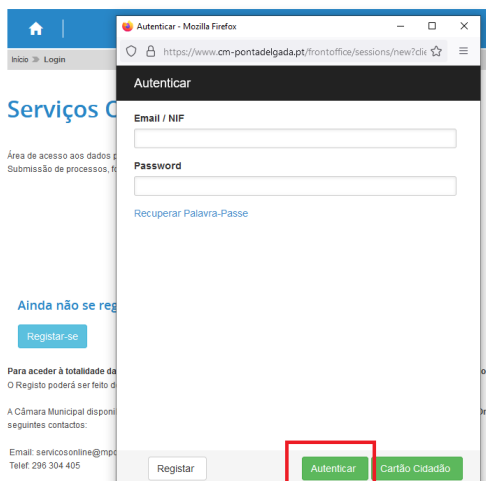 Autenticar - Mozilla Firefox
https://www.cm-pontadelgada.pt/frontoffice/sessions/new?clie
Autenticar
Início Login
Serviços
Email / NIF
Área de acesso aos dados
Submissão de processos,
Password
Recuperar Palavra-Passe
Ainda não se reg
Registar-se
Para aceder à totalidade da
O Registo poderá ser feito d
A Câmara Municipal disponi
seguintes contactos:
Email: servicosonline@mpd
Telef: 296 304 405
Registar
Autenticar
Cartão Cidadão